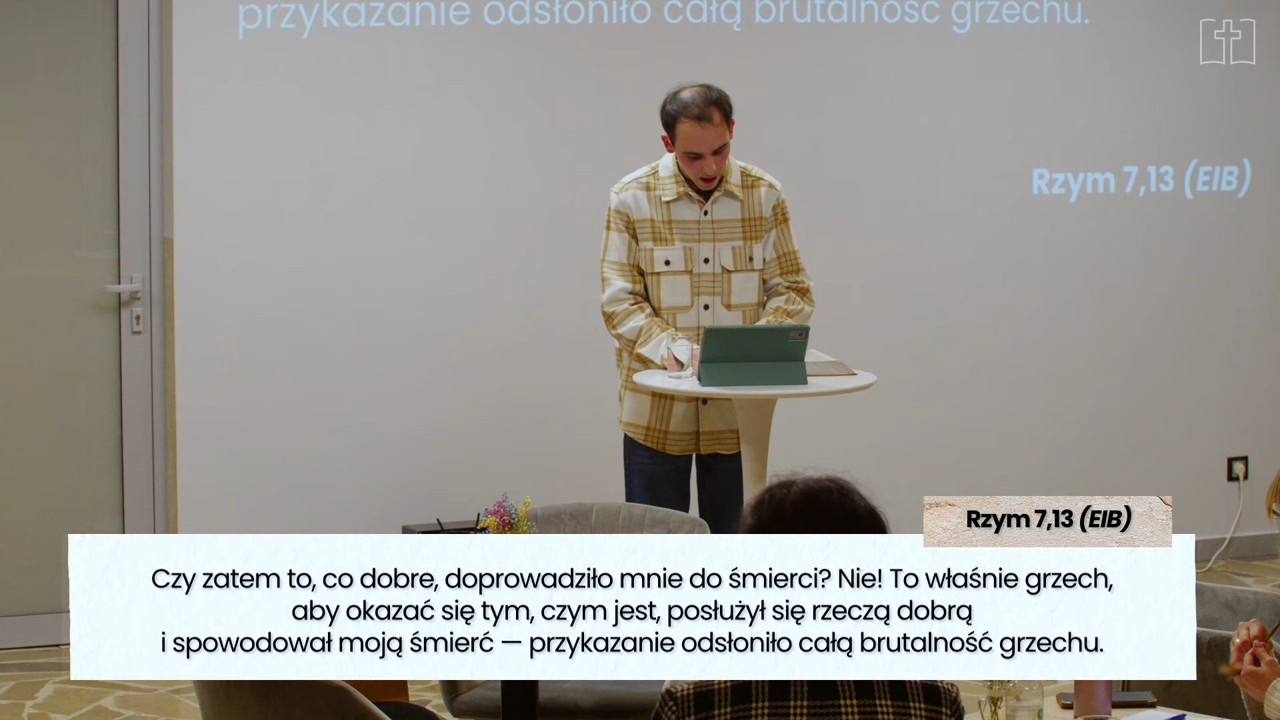 przykazanie odsłoniło całą brutalność grzechu.
Rzym 7,13 (EIB)
Rzym 7,13 (EIB)
Czy zatem to, co dobre, doprowadziło mnie do śmierci? Nie! To właśnie grzech,
aby okazać się tym, czym jest, posłużył się rzeczą dobrą
i spowodował moją śmierć — przykazanie odsłoniło całą brutalność grzechu.